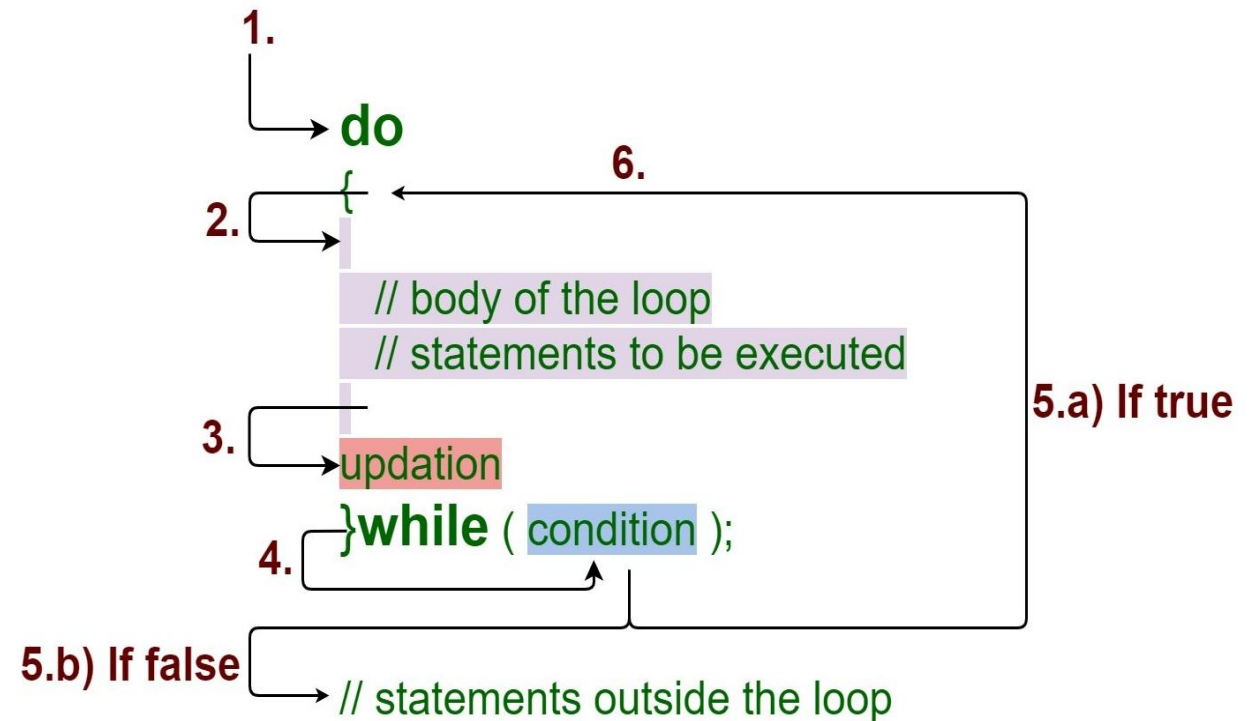 1.
do
6.
{
2.
// body of the loop
// statements to be executed
5.a) If true
3.
updation
}while ( condition );
4.
5.b) If false
// statements outside the loop